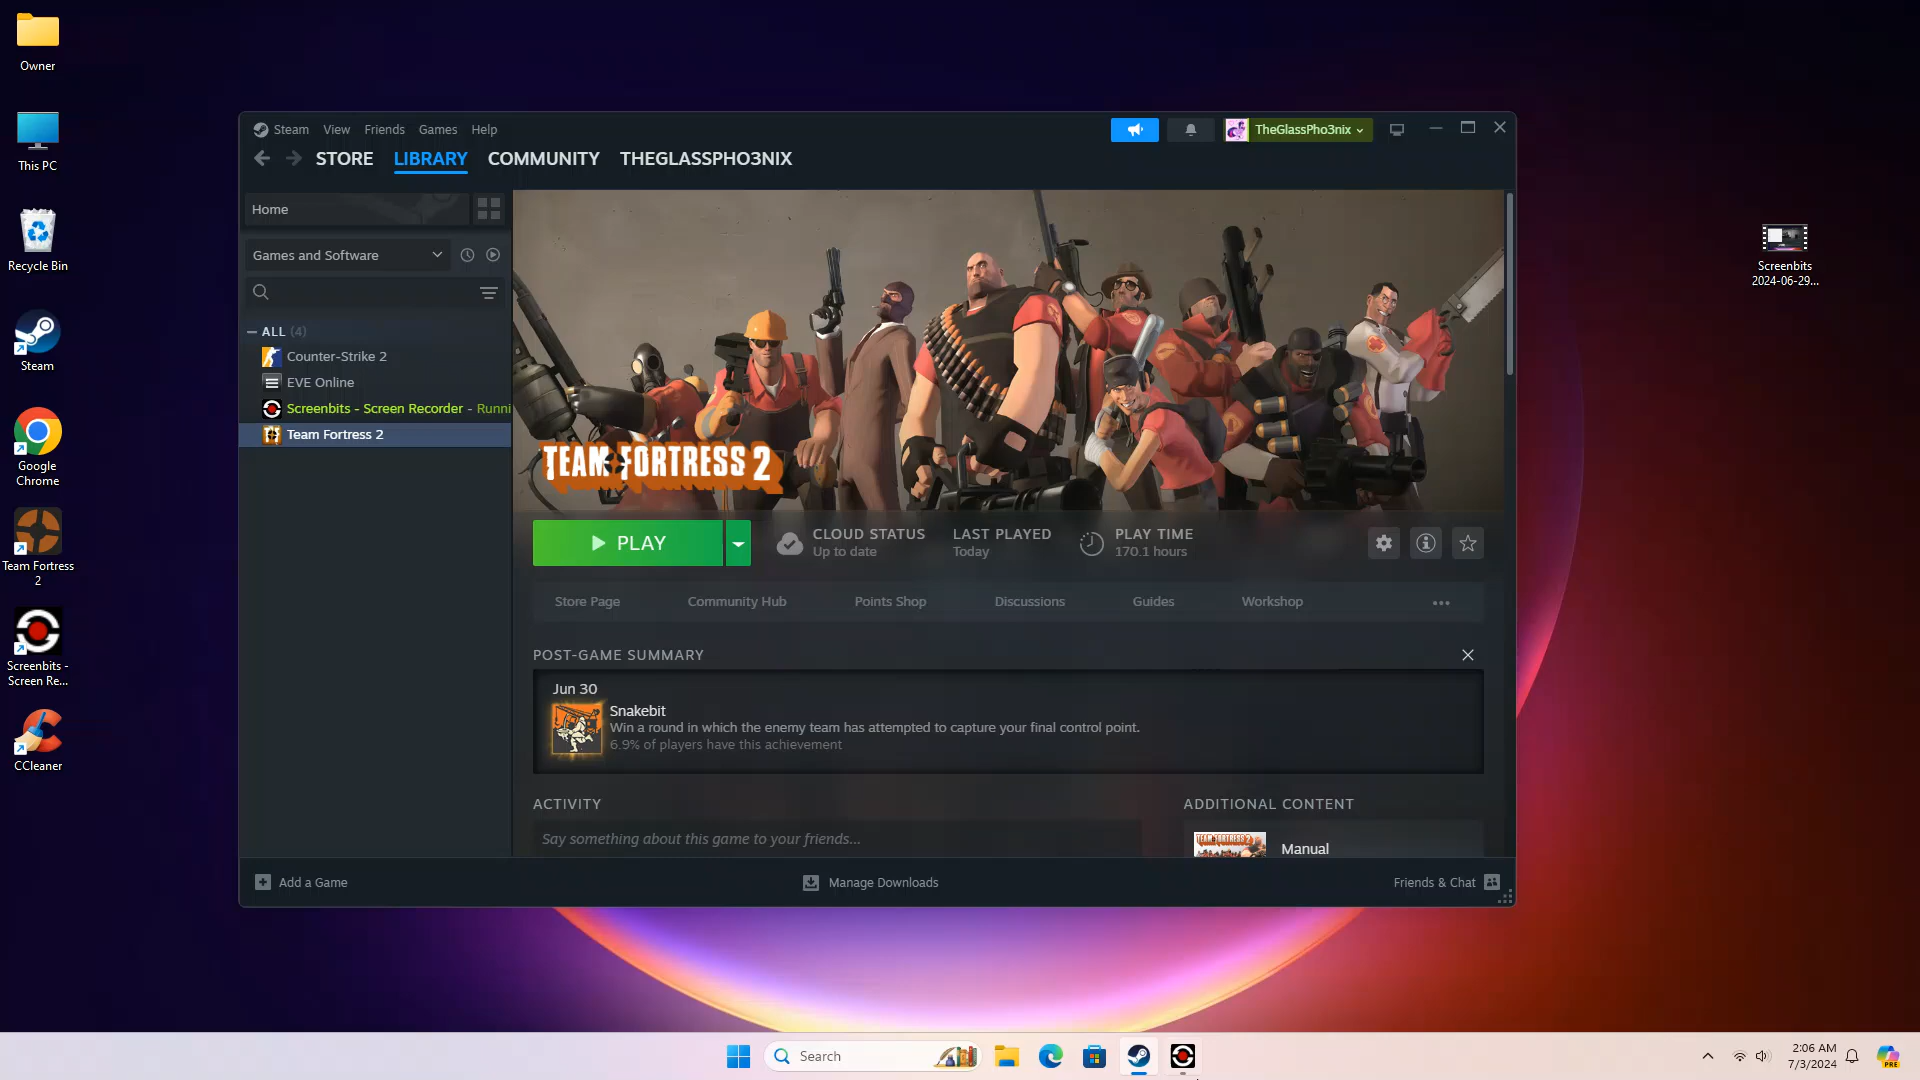 Owner
This PC
Recycle Bin
Steam
Google
Chrome
Team Fortress
2
Screenbits -
Screen Re...
CCleaner
Steam View Friends Games Help
TheGlassPho3nix
STORE LIBRARY COMMUNITY THEGLASSPHO3NIX
Home
Games and Software
ALL (4)
Counter-Strike 2
EVE Online
Screenbits - Screen Recorder - Runni
Team Fortress 2
TEAM FORTRESS 2
PLAY
CLOUD STATUS
Up to date
LAST PLAYED
Today
PLAY TIME
170.1 hours
Store Page Community Hub Points Shop Discussions Guides Workshop
POST-GAME SUMMARY
Jun 30
Snakebit
Win a round in which the enemy team has attempted to capture your final control point.
6.9% of players have this achievement
ACTIVITY
Say something about this game to your friends...
ADDITIONAL CONTENT
TEAM FORTRESS 2
Manual
Add a Game
Manage Downloads
Friends & Chat
Screenbits
2024-06-29...
Search
2:06 AM
7/3/2024
PRE